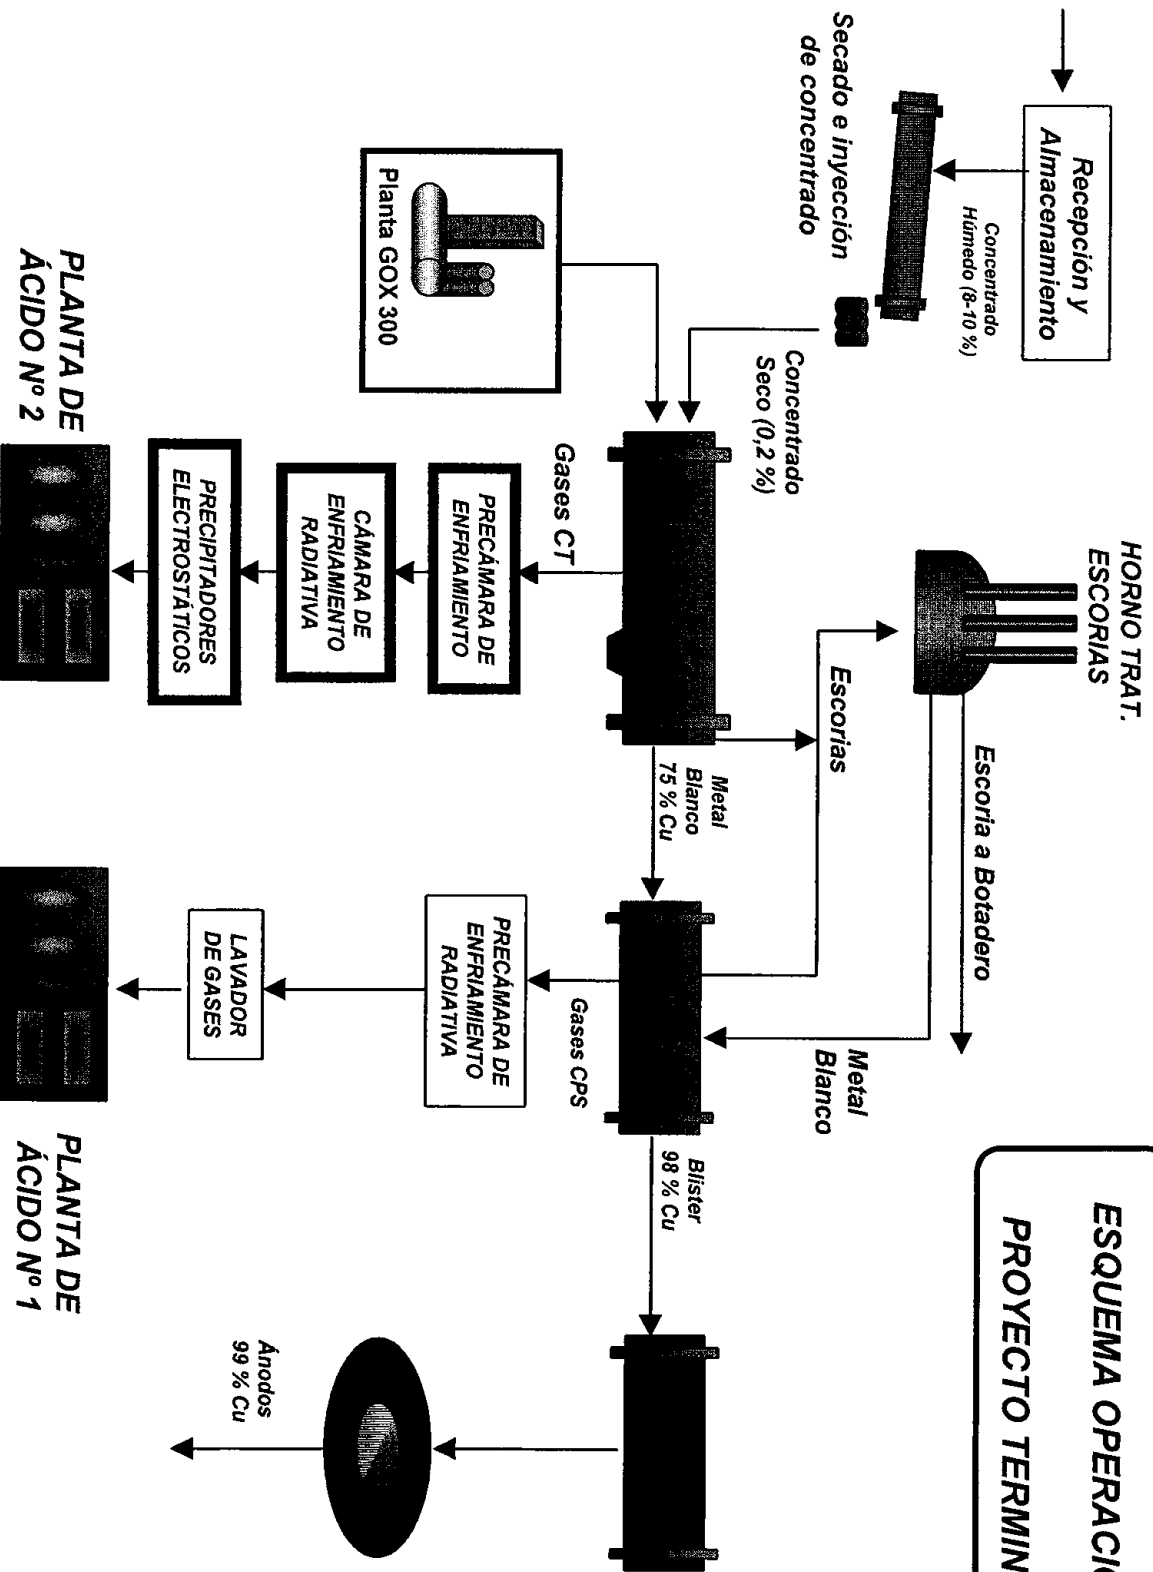 ESQUEMA OPERACIO
PROYECTO TERMIN
HORNO TRAT.
ESCORIAS
Recepción y
Almacenamiento
Concentrado
Húmedo (8-10 %)
Secado e inyección
de concentrado
Escoria a Botadero
Escorias
Metal
Blanco
Concentrado
Seco (0,2 %)
Metal
Blanco
75 % Cu
Blister
98 % Cu
Planta GOX 300
Gases CT
Gases CPS
PRECÁMARA DE
ENFRIAMIENTO
CÁMARA DE
ENFRIAMIENTO
RADIATIVA
PRECIPITADORES
ELECTROSTÁTICOS
PRECÁMARA DE
ENFRIAMIENTO
RADIATIVA
LAVADOR
DE GASES
Ánodos
99 % Cu
PLANTA DE
ÁCIDO Nº 2
PLANTA DE
ÁCIDO Nº 1